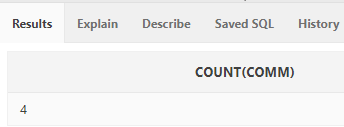 Results Explain Describe Saved SQL History
COUNT(COMM)
4